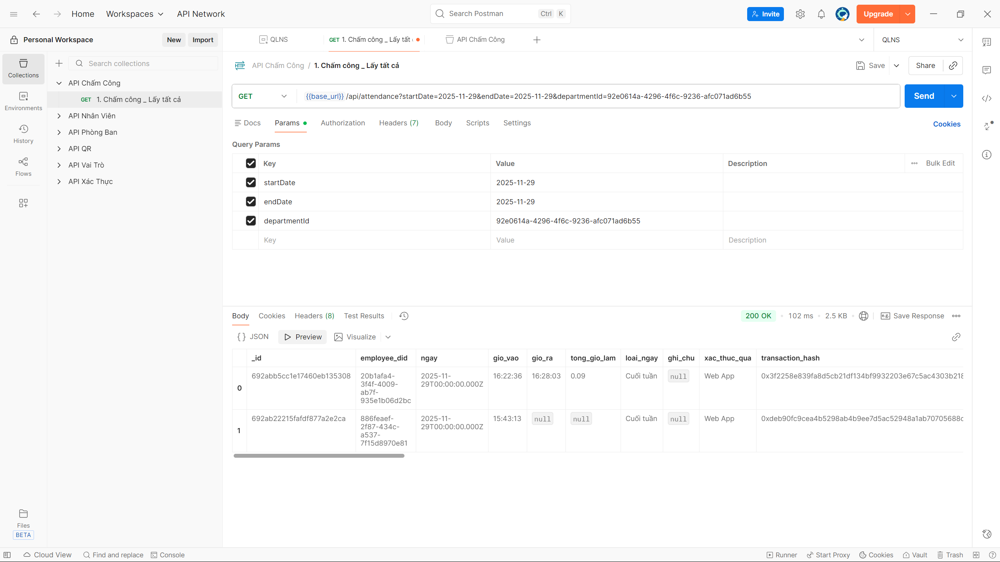 Home
Workspaces
API Network
Search Postman
Ctrl
K
Invite
Upgrade
Personal Workspace
New
Import
QLNS
GET 1. Chấm công _ Lấy tất
API Chấm Công
QLNS
Collections
Environments
History
Flows
Files
BETA
Search collections
API Chấm Công
GET 1. Chấm công _ Lấy tất cả
API Nhân Viên
API Phòng Ban
API QR
API Vai Trò
API Xác Thực
HTTP
API Chấm Công / 1. Chấm công _ Lấy tất cả
Save
Share
GET
{{base_url}}/api/attendance?startDate=2025-11-29&endDate=2025-11-29&departmentId=92e0614a-4296-4f6c-9236-afc071ad6b55
Send
Docs
Params
Authorization
Headers (7)
Body
Scripts
Settings
Cookies
Query Params
Key
Value
Description
Bulk Edit
startDate
2025-11-29
endDate
2025-11-29
departmentId
92e0614a-4296-4f6c-9236-afc071ad6b55
Key
Value
Description
Body
Cookies
Headers (8)
Test Results
200 OK
102 ms
2.5 KB
e.g.
Save Response
{} JSON
Preview
Visualize
_id
employee_did
ngay
gio_vao
gio_ra
tong_gio_lam
loai_ngay
ghi_chu
xac_thuc_qua
transaction_hash
0
692abb5cc1e17460eb135308
20b1afa4-
3f4f-4009-
ab7f-
935e1b06d2bc
2025-11-
29T00:00:00.000Z
16:22:36
16:28:03
0.09
Cuối tuần
null
Web App
0x3f2258e839fa8d5cb21df134bf9932203e67c5ac4303b218
1
692ab22215fafdf877a2e2ca
886feaef-
2f87-434c-
a537-
7f15d8970e81
2025-11-
29T00:00:00.000Z
15:43:13
null
null
Cuối tuần
null
Web App
0xdeb90fc9cea4b5298ab4b9ee7d5ac52948a1ab70705688c
Cloud View
Find and replace
Console
Runner
Start Proxy
Cookies
Vault
Trash